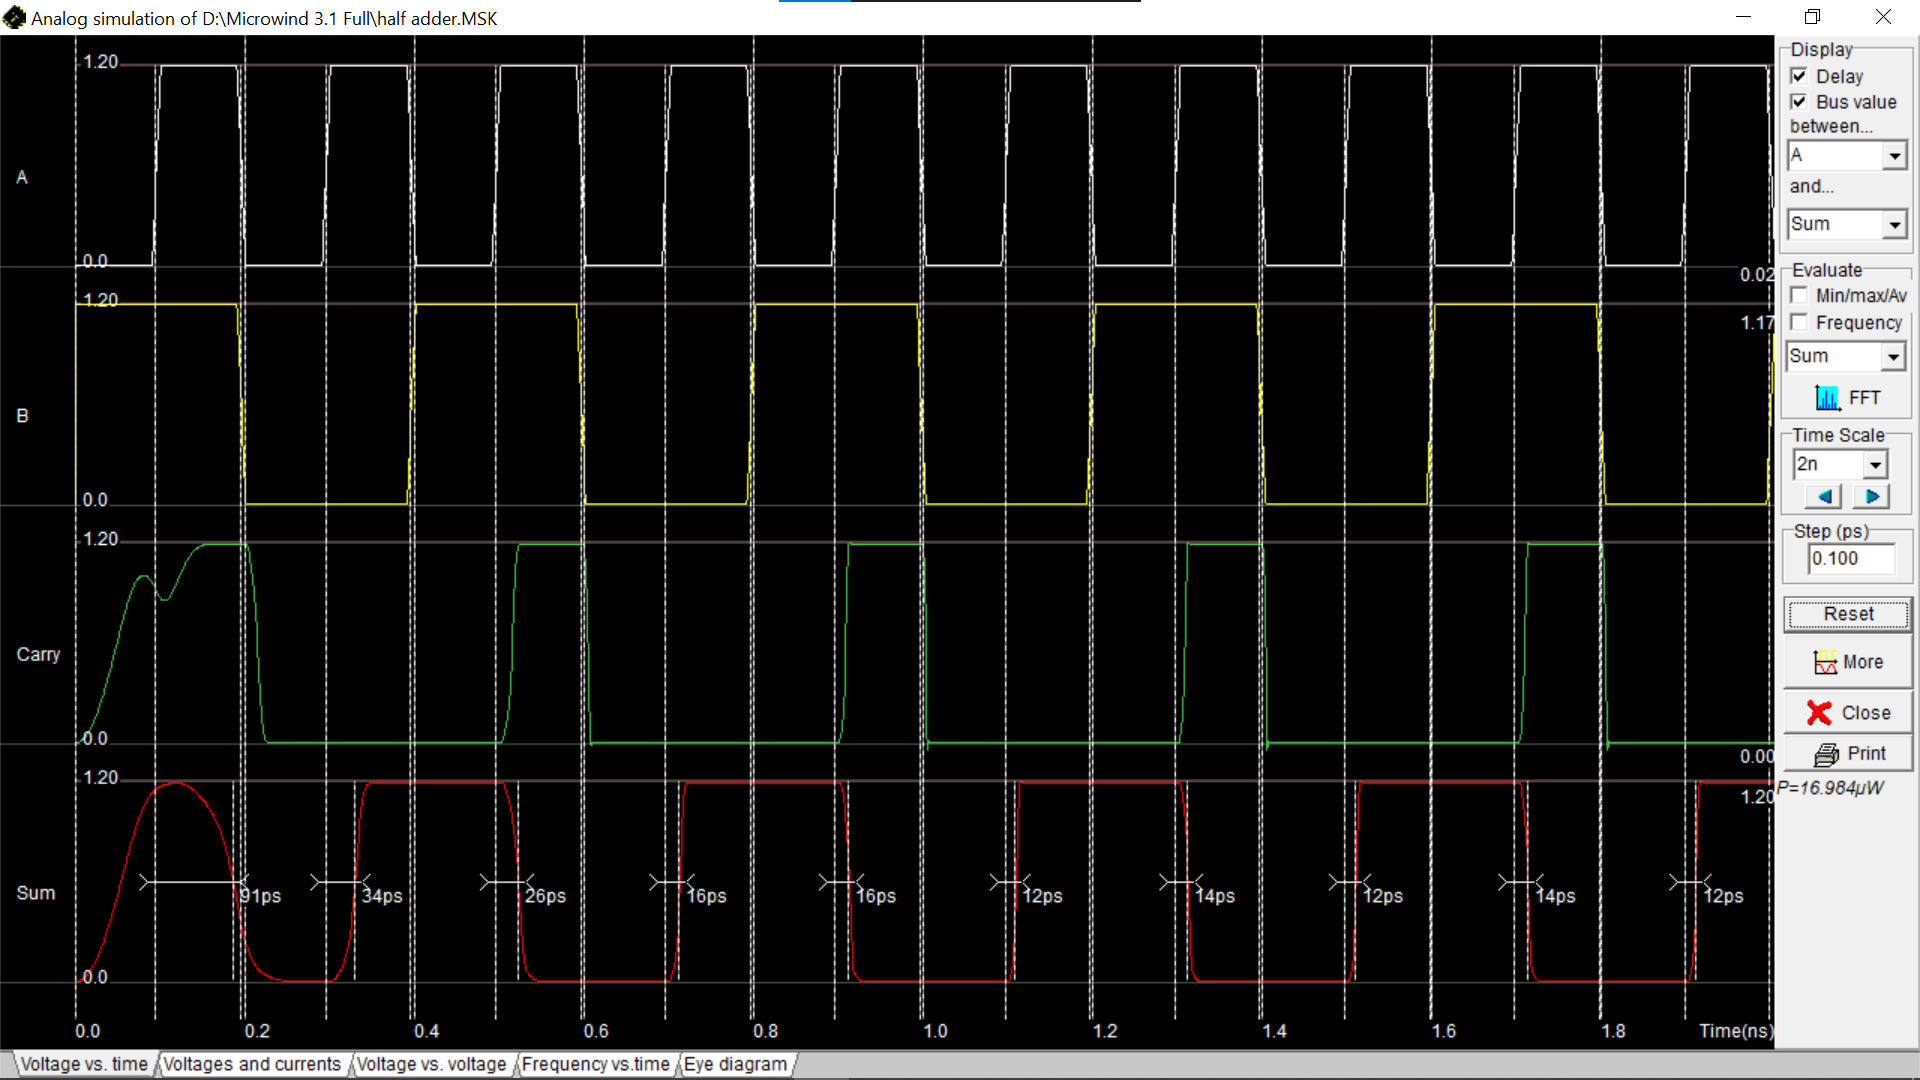 Analog simulation of D:\Microwind 3.1 Full\half adder.MSK
1.20
A
0.0
0.02
1.20
1.17
B
0.0
1.20
Carry
0.0
0.00
1.20
1.20
Sum
91ps 34ps 26ps 16ps 16ps 12ps 14ps 12ps 14ps 12ps
0.0
0.0 0.2 0.4 0.6 0.8 1.0 1.2 1.4 1.6 1.8 Time(ns)
Voltage vs. time Voltages and currents Voltage vs. voltage Frequency vs.time Eye diagram
Display
Delay
Bus value
between...
A
and...
Sum
Evaluate
Min/max/Av
Frequency
Sum
FFT
Time Scale
2n
Step (ps)
0.100
Reset
More
Close
Print
P=16.984µW